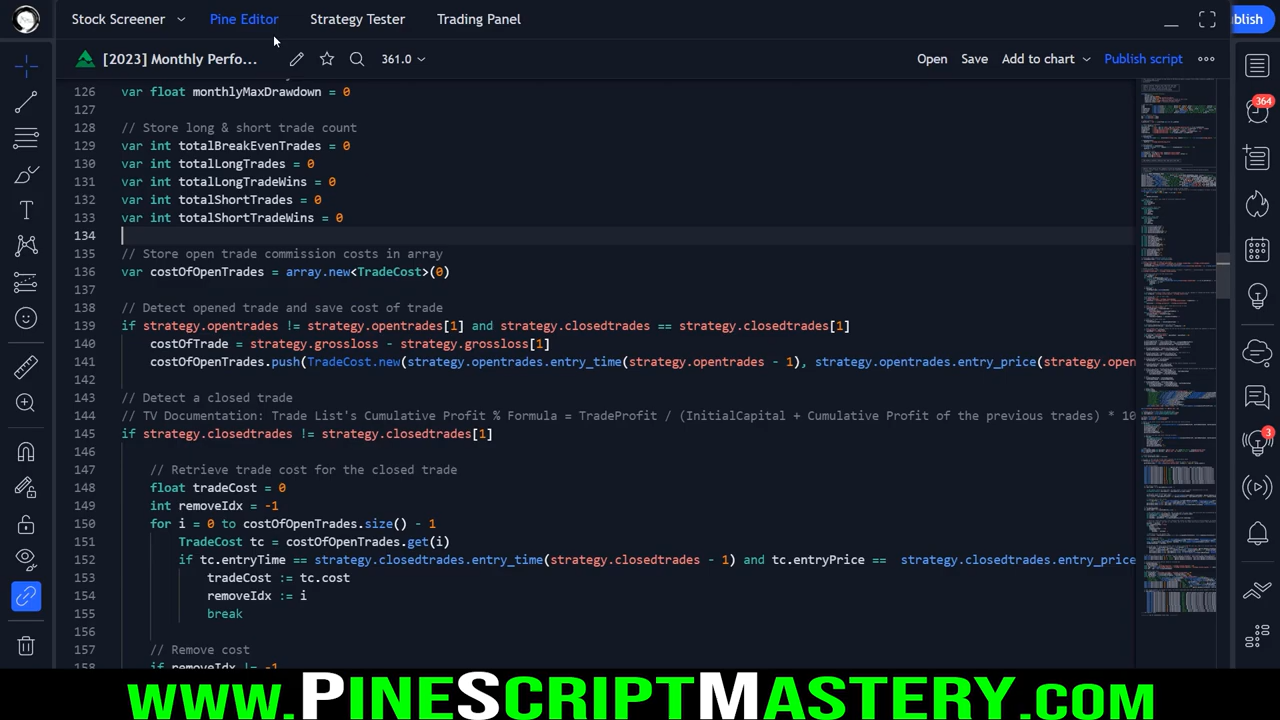 Stock Screener Pine Editor Strategy Tester Trading Panel blish
[2023] Monthly Perfo... 361.0 Open Save Add to chart Publish script
126 var float monthlyMaxDrawdown = 0
127
128 // Store long & short trade count
129 var int totalBreakEvenTrades = 0
130 var int totalLongTrades = 0
131 var int totalLongTradeWins = 0
132 var int totalShortTrades = 0
133 var int totalShortTradeWins = 0
134
135 // Store open trade commission costs in array
136 var costOfOpenTrades = array.new<TradeCost>(0)
137
138 // Detect opened trade and save cost of trade
139 if strategy.opentrades != strategy.opentrades[1] and strategy.closedtrades == strategy.closedtrades[1]
140 costOfTrade = strategy.grossloss - strategy.grossloss[1]
141 costOfOpenTrades.push(TradeCost.new(strategy.opentrades.entry_time(strategy.opentrades - 1), strategy.opentrades.entry_price(strategy.open
142
143 // Detect a closed trade
144 // TV Documentation: Trade List's Cumulative Profit % Formula = TradeProfit / (InitialCapital + Cumulative Profit of the previous trades) * 10
145 if strategy.closedtrades != strategy.closedtrades[1]
146
147 // Retrieve trade cost for the closed trade
148 float tradeCost = 0
149 int removeIdx = -1
150 for i = 0 to costOfOpenTrades.size() - 1
151 TradeCost tc = costOfOpenTrades.get(i)
152 if tc.entryTime == strategy.closedtrades.entry_time(strategy.closedtrades - 1) and tc.entryPrice == strategy.closedtrades.entry_price
153 tradeCost := tc.cost
154 removeIdx := i
155 break
156
157 // Remove cost
158 if removeIdx != -1
364
3
www.PineScriptMastery.com